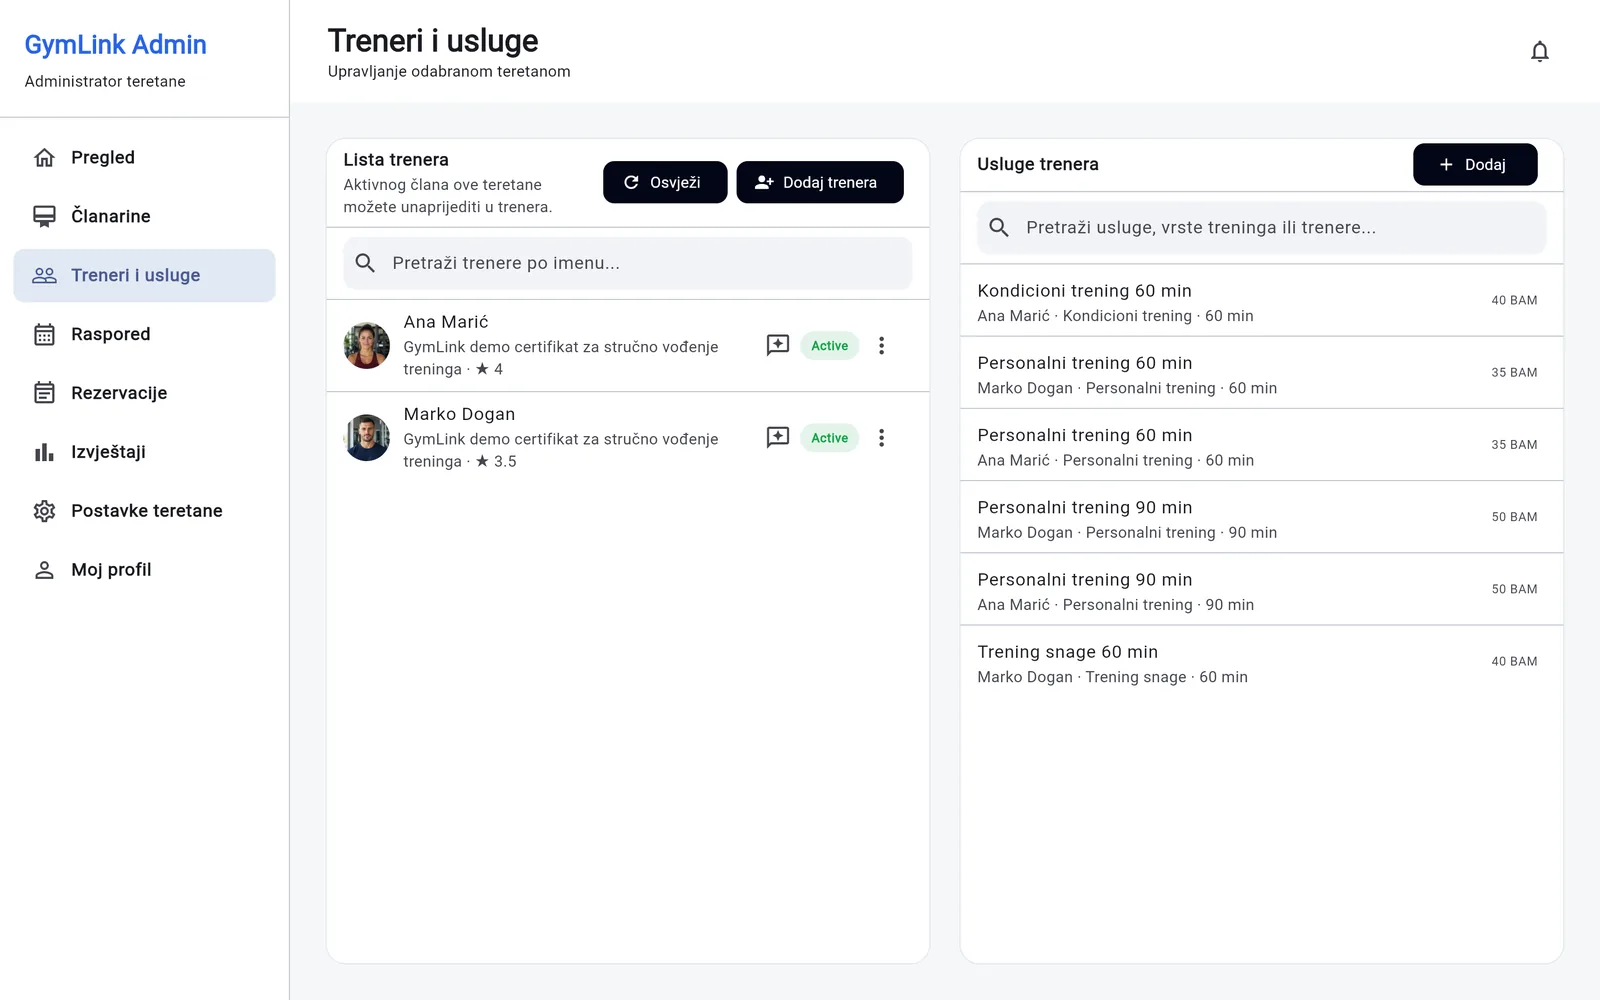 GymLink Admin
Administrator teretane
Pregled
Članarine
Treneri i usluge
Raspored
Rezervacije
Izvještaji
Postavke teretane
Moj profil
Treneri i usluge
Upravljanje odabranom teretanom
Lista trenera
Aktivnog člana ove teretane
možete unaprijediti u trenera.
Osvježi
Dodaj trenera
Pretraži trenere po imenu...
Ana Marić
GymLink demo certifikat za stručno vođenje
treninga · ★ 4
Active
Marko Dogan
GymLink demo certifikat za stručno vođenje
treninga · ★ 3.5
Active
Usluge trenera
Dodaj
Pretraži usluge, vrste treninga ili trenere...
Kondicioni trening 60 min
Ana Marić · Kondicioni trening · 60 min
40 BAM
Personalni trening 60 min
Marko Dogan · Personalni trening · 60 min
35 BAM
Personalni trening 60 min
Ana Marić · Personalni trening · 60 min
35 BAM
Personalni trening 90 min
Marko Dogan · Personalni trening · 90 min
50 BAM
Personalni trening 90 min
Ana Marić · Personalni trening · 90 min
50 BAM
Trening snage 60 min
Marko Dogan · Trening snage · 60 min
40 BAM